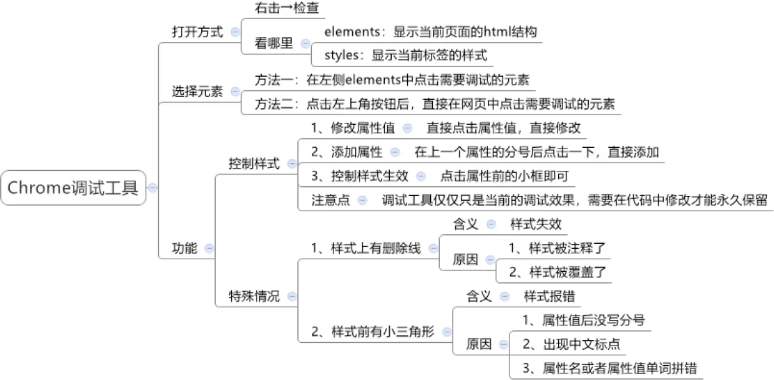 Chrome调试工具
打开方式
右击→检查
看哪里
elements：显示当前页面的html结构
styles：显示当前标签的样式
选择元素
方法一：在左侧elements中点击需要调试的元素
方法二：点击左上角按钮后，直接在网页中点击需要调试的元素
功能
控制样式
1、修改属性值
直接点击属性值，直接修改
2、添加属性
在上一个属性的分号后点击一下，直接添加
3、控制样式生效
点击属性前的小框即可
注意点
调试工具仅仅只是当前的调试效果，需要在代码中修改才能永久保留
特殊情况
1、样式上有删除线
含义
样式失效
原因
1、样式被注释了
2、样式被覆盖了
2、样式前有小三角形
含义
样式报错
原因
1、属性值后没写分号
2、出现中文标点
3、属性名或者属性值单词拼错